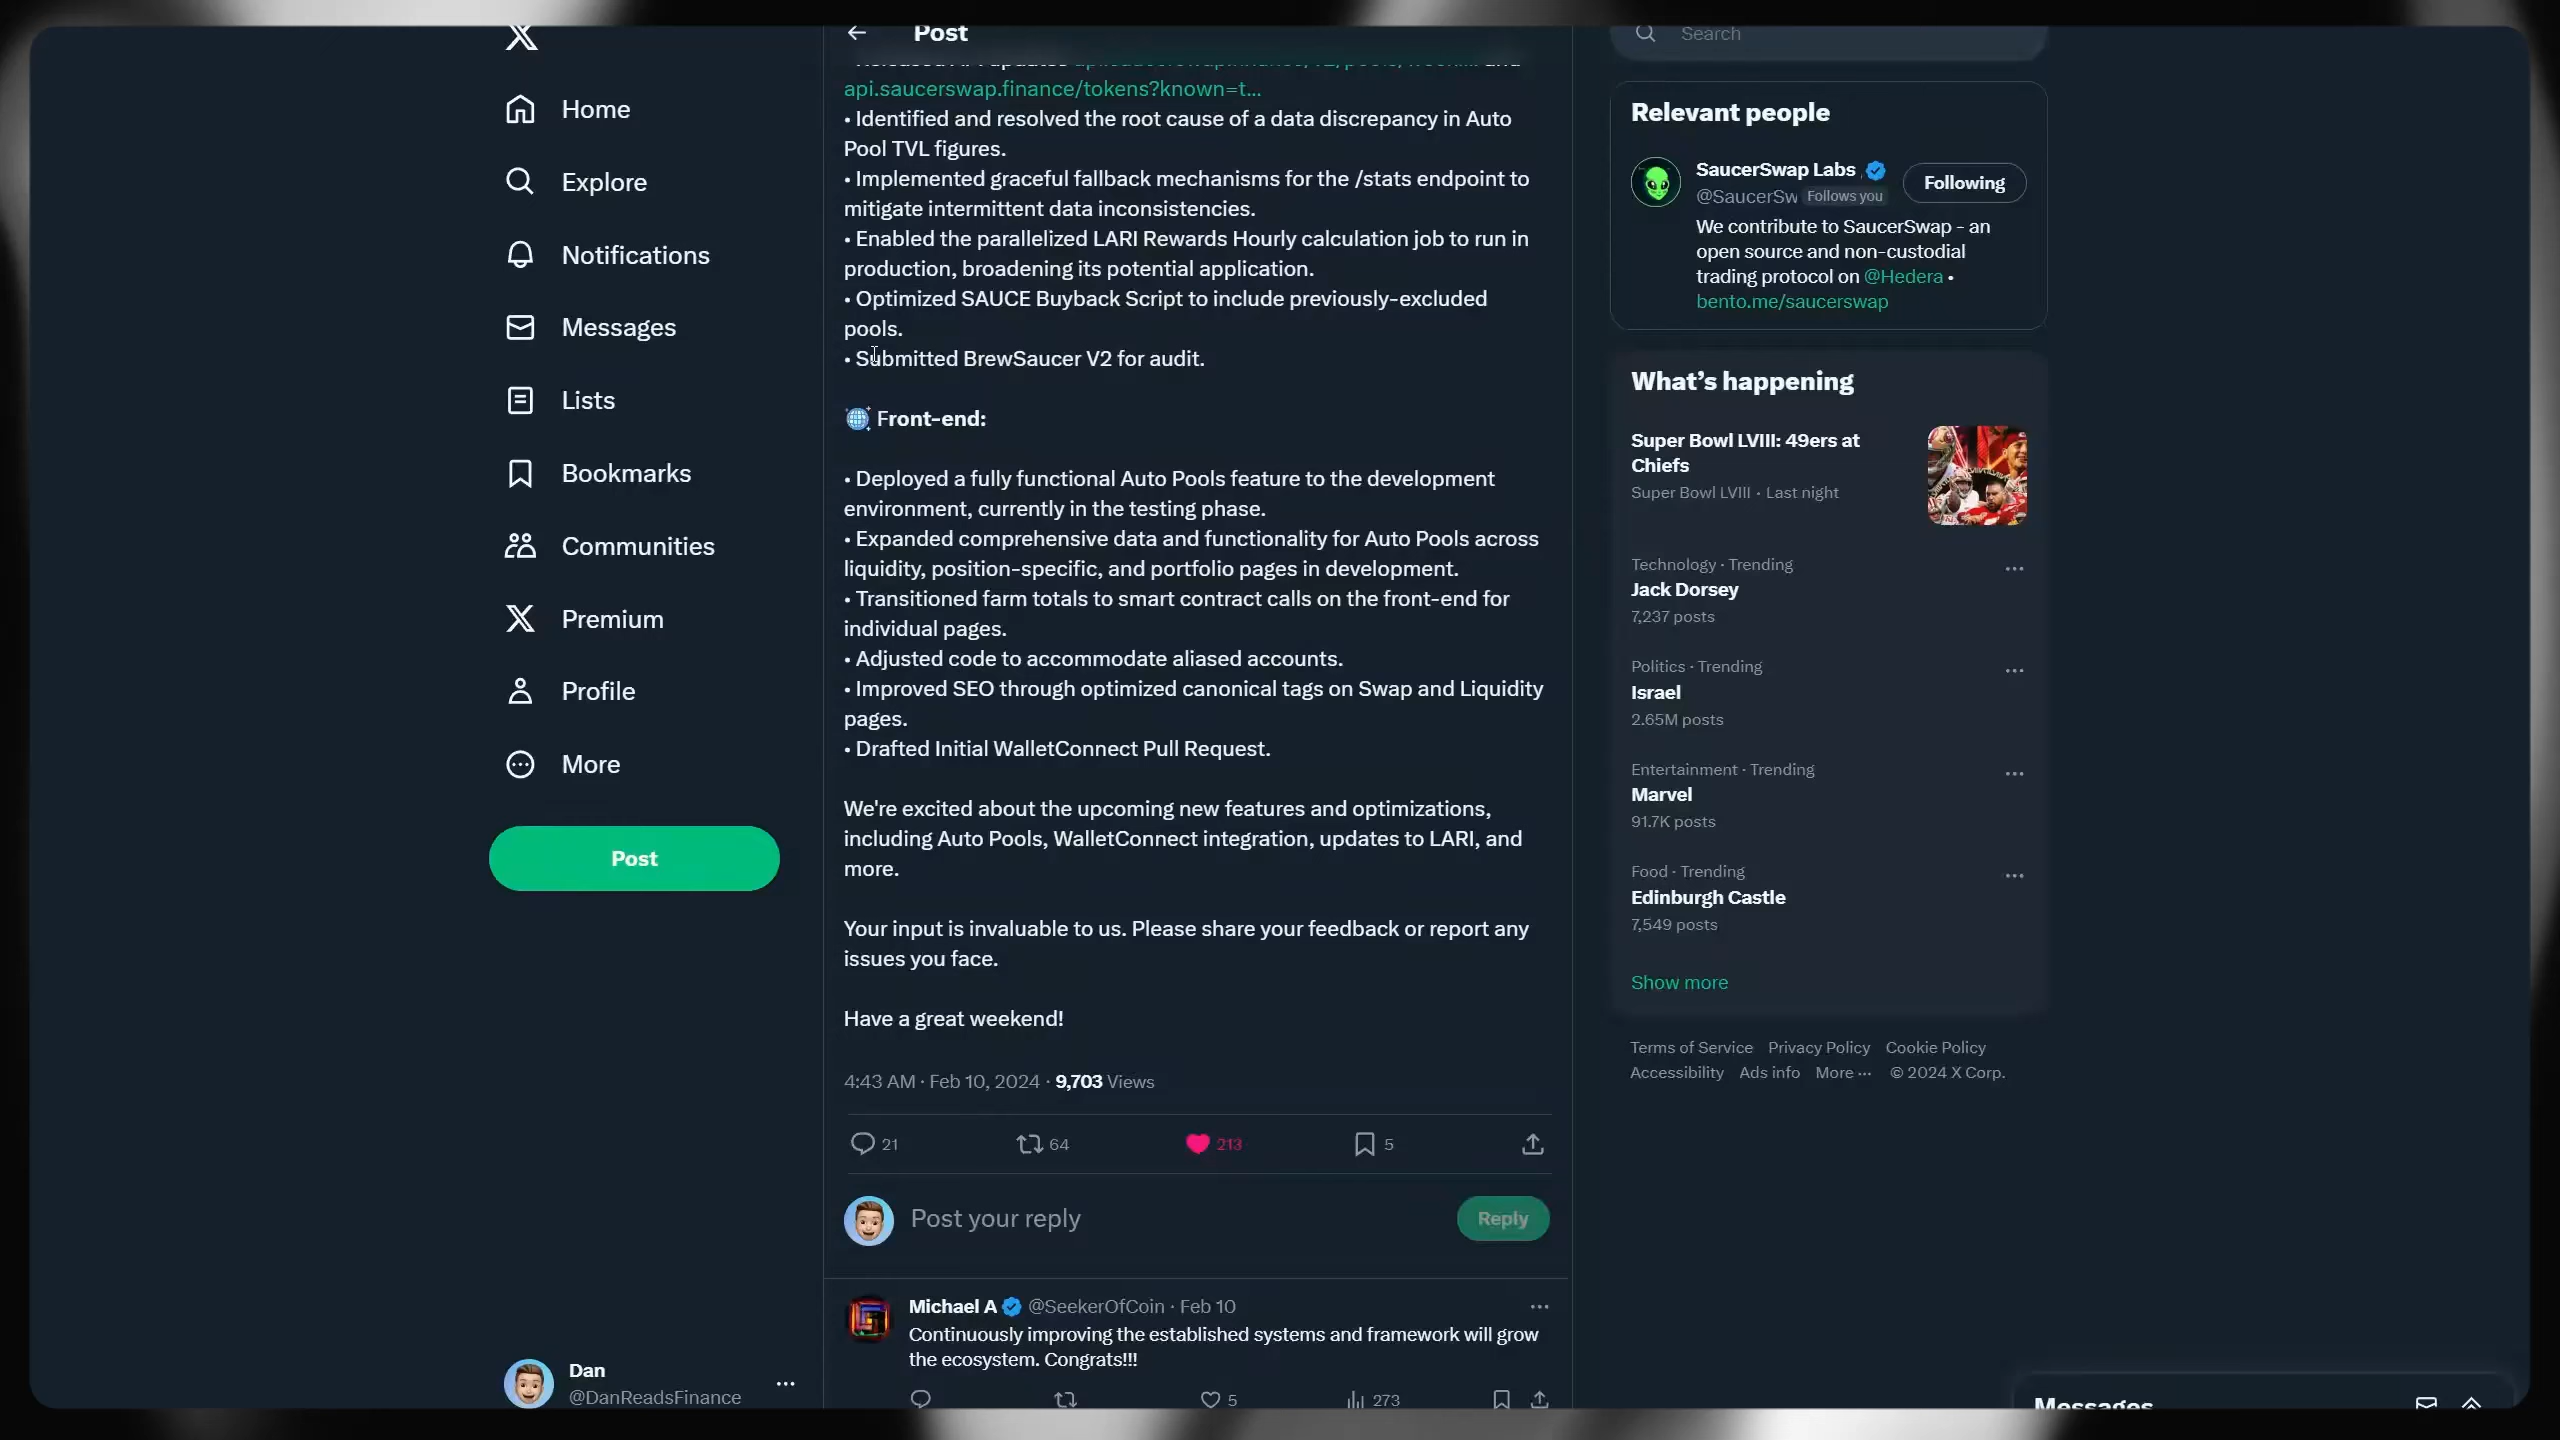 Home
Explore
Notifications
Messages
Lists
Bookmarks
Communities
Premium
Profile
More
Post
Dan
@DanReadsFinance
Post
api.saucerswap.finance/tokens?known=t...
• Identified and resolved the root cause of a data discrepancy in Auto
Pool TVL figures.
• Implemented graceful fallback mechanisms for the /stats endpoint to
mitigate intermittent data inconsistencies.
• Enabled the parallelized LARI Rewards Hourly calculation job to run in
production, broadening its potential application.
• Optimized SAUCE Buyback Script to include previously-excluded
pools.
• Submitted BrewSaucer V2 for audit.
Front-end:
• Deployed a fully functional Auto Pools feature to the development
environment, currently in the testing phase.
• Expanded comprehensive data and functionality for Auto Pools across
liquidity, position-specific, and portfolio pages in development.
• Transitioned farm totals to smart contract calls on the front-end for
individual pages.
• Adjusted code to accommodate aliased accounts.
• Improved SEO through optimized canonical tags on Swap and Liquidity
pages.
• Drafted Initial WalletConnect Pull Request.
We're excited about the upcoming new features and optimizations,
including Auto Pools, WalletConnect integration, updates to LARI, and
more.
Your input is invaluable to us. Please share your feedback or report any
issues you face.
Have a great weekend!
4:43 AM · Feb 10, 2024 · 9,703 Views
21 64 213 5
Post your reply
Reply
Michael A @SeekerOfCoin · Feb 10
Continuously improving the established systems and framework will grow
the ecosystem. Congrats!!!
5 273
Search
Relevant people
SaucerSwap Labs
Following
@SaucerSw Follows you
We contribute to SaucerSwap - an
open source and non-custodial
trading protocol on @Hedera •
bento.me/saucerswap
What's happening
Super Bowl LVIII: 49ers at
Chiefs
Super Bowl LVIII · Last night
Technology · Trending
Jack Dorsey
7,237 posts
Politics · Trending
Israel
2.65M posts
Entertainment · Trending
Marvel
91.7K posts
Food · Trending
Edinburgh Castle
7,549 posts
Show more
Terms of Service Privacy Policy Cookie Policy
Accessibility Ads info More ··· © 2024 X Corp.
Messages